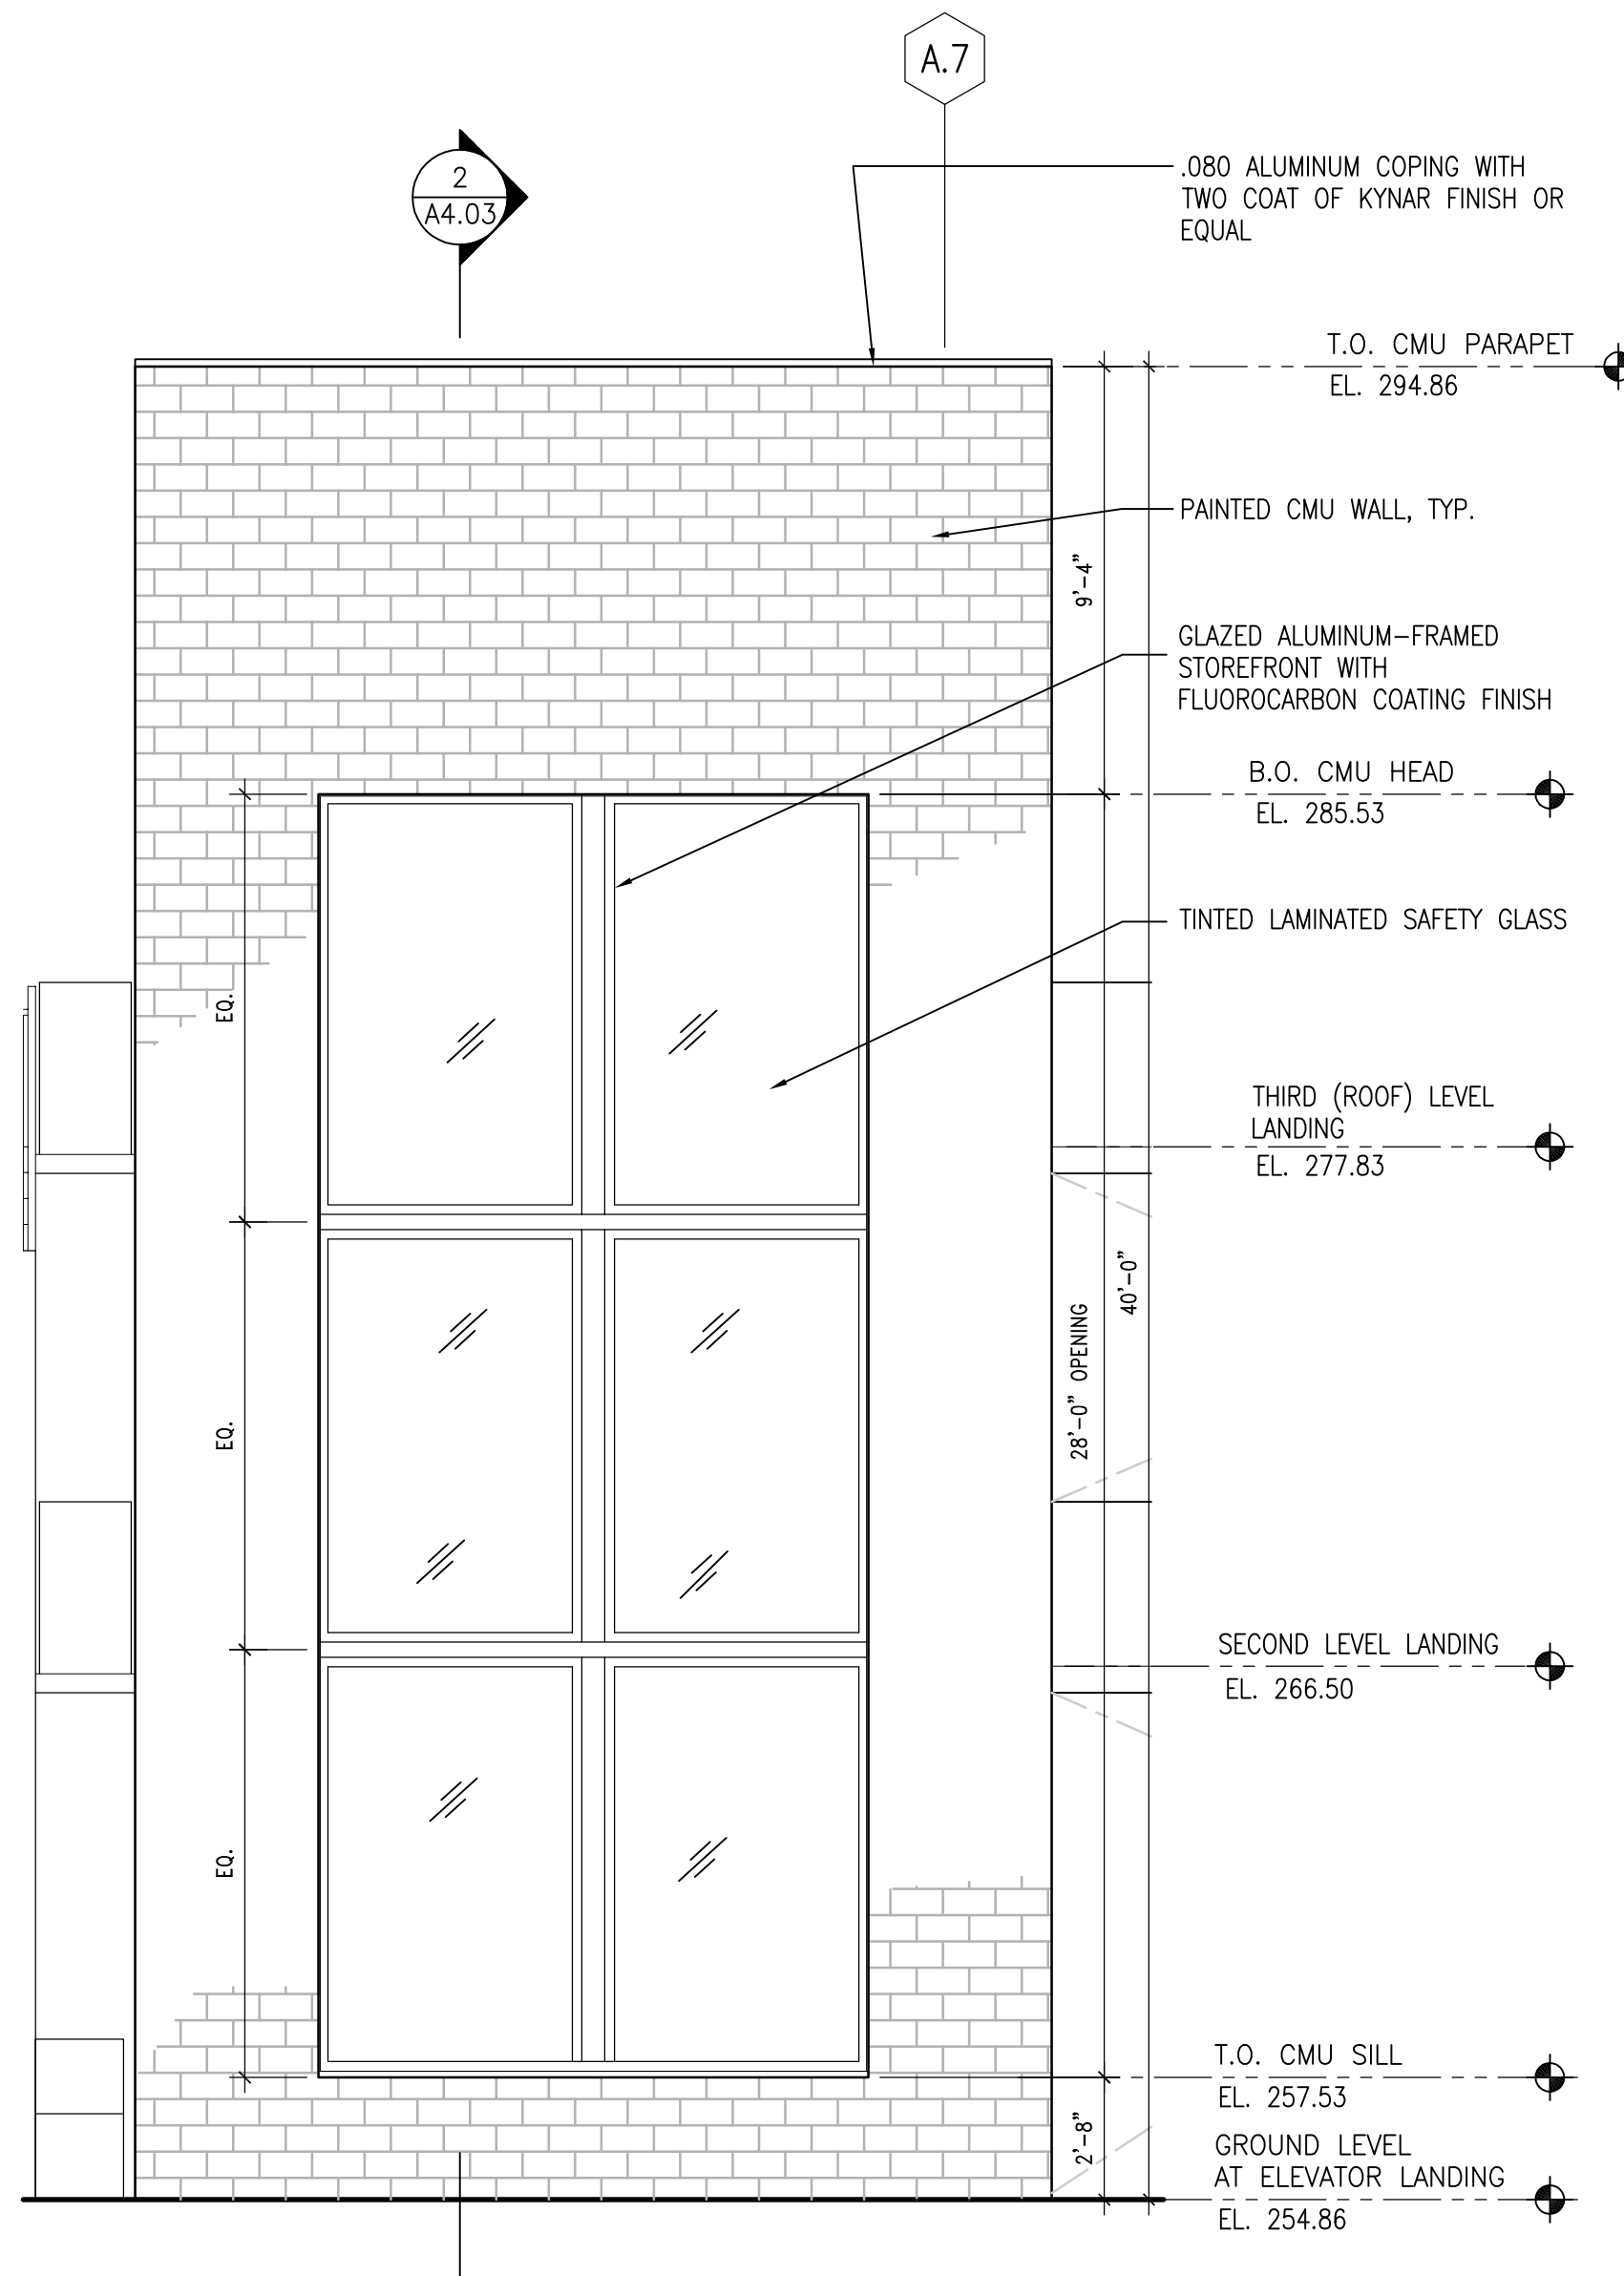 A.7
2
A4.03
.080 ALUMINUM COPING WITH
TWO COAT OF KYNAR FINISH OR
EQUAL
T.O. CMU PARAPET
EL. 294.86
PAINTED CMU WALL, TYP.
9'-4"
GLAZED ALUMINUM-FRAMED
STOREFRONT WITH
FLUOROCARBON COATING FINISH
B.O. CMU HEAD
EL. 285.53
TINTED LAMINATED SAFETY GLASS
EQ.
THIRD (ROOF) LEVEL
LANDING
EL. 277.83
40'-0"
28'-0" OPENING
EQ.
SECOND LEVEL LANDING
EL. 266.50
EQ.
T.O. CMU SILL
EL. 257.53
2'-8"
GROUND LEVEL
AT ELEVATOR LANDING
EL. 254.86